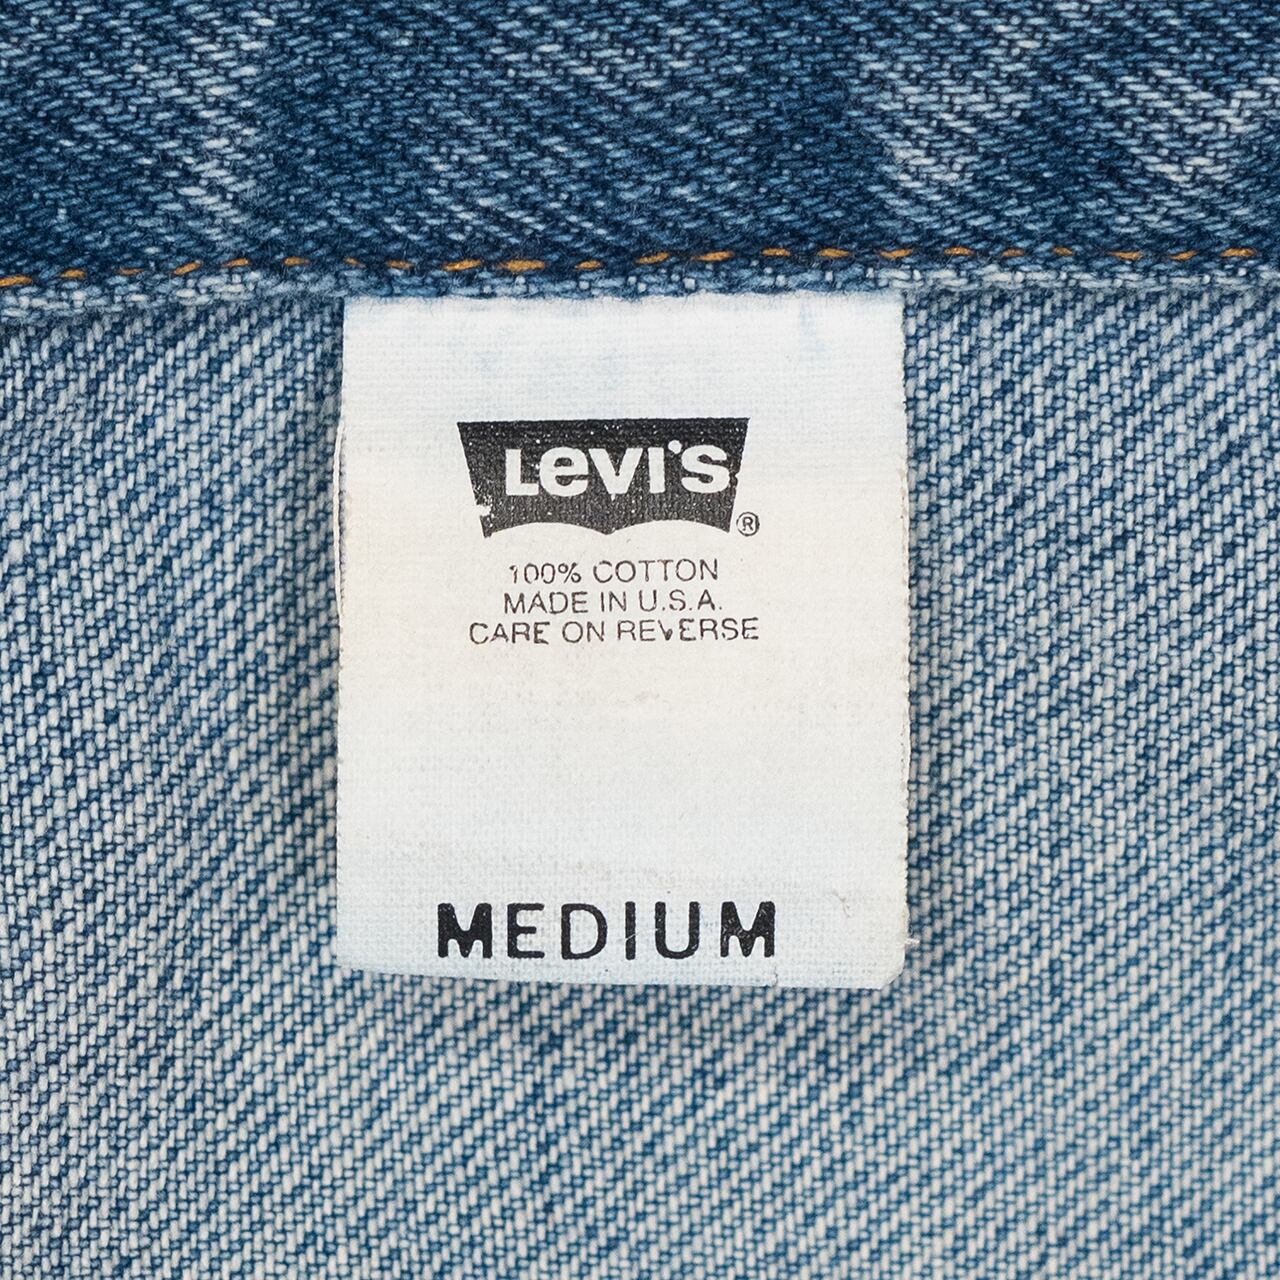 Levi's ®
100% COTTON
MADE IN U.S.A.
CARE ON REVERSE
MEDIUM